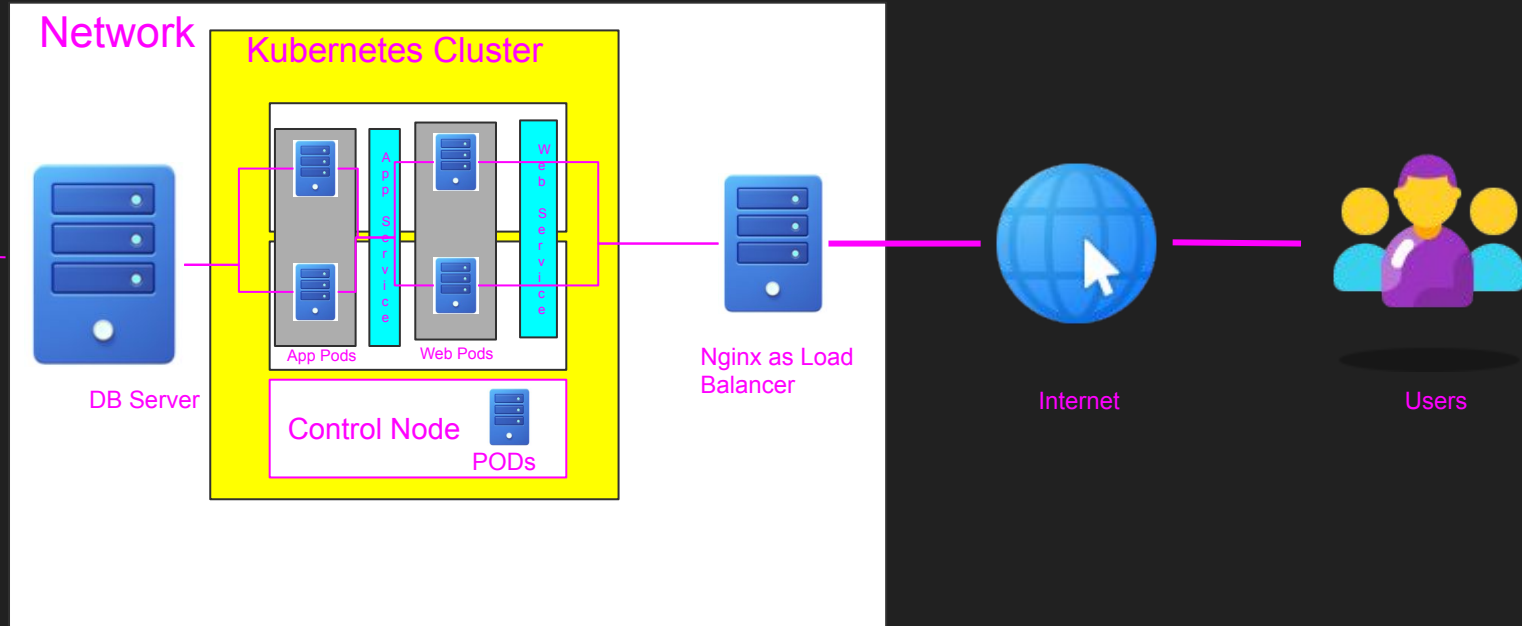 Network
Kubernetes Cluster
App Service
Web Service
App Pods
Web Pods
DB Server
Control Node
PODs
Nginx as Load
Balancer
Internet
Users